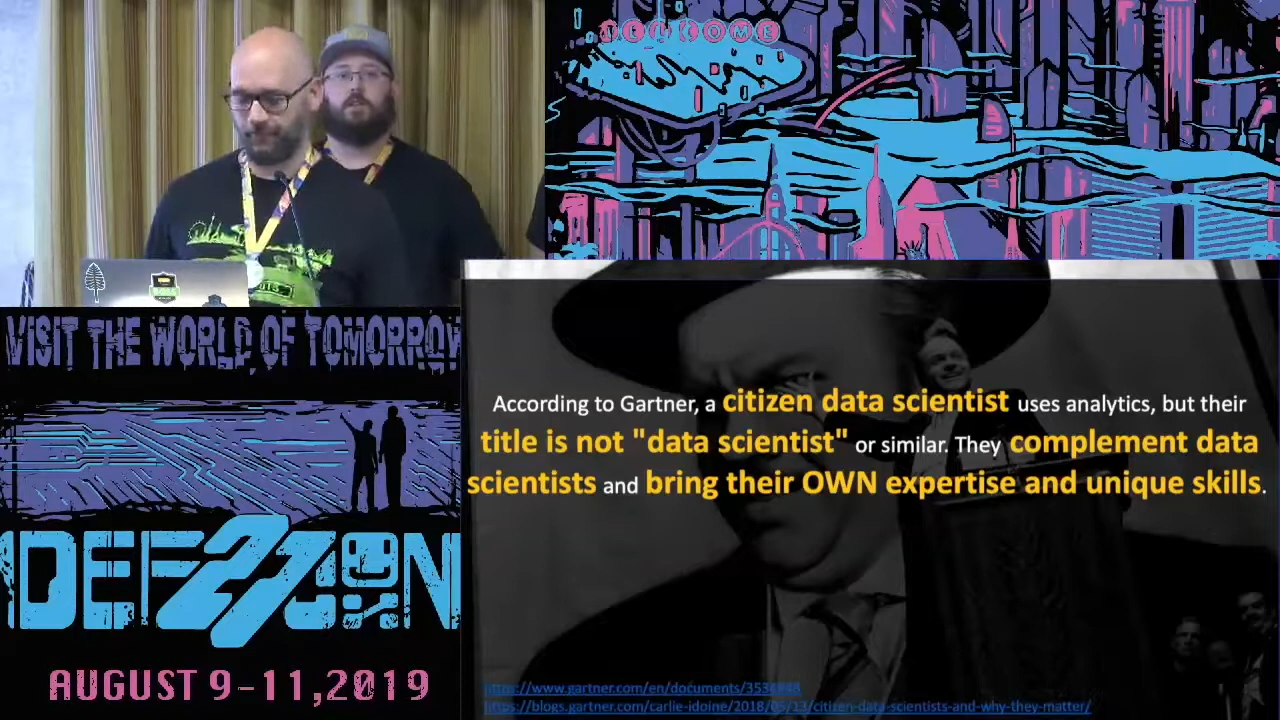 WELCOME
VISIT THE WORLD OF TOMORROW
DEF 27 CON
AUGUST 9-11,2019
According to Gartner, a citizen data scientist uses analytics, but their
title is not "data scientist" or similar. They complement data
scientists and bring their OWN expertise and unique skills.
https://www.gartner.com/en/documents/3534848
https://blogs.gartner.com/carlie-idoine/2018/05/13/citizen-data-scientists-and-why-they-matter/